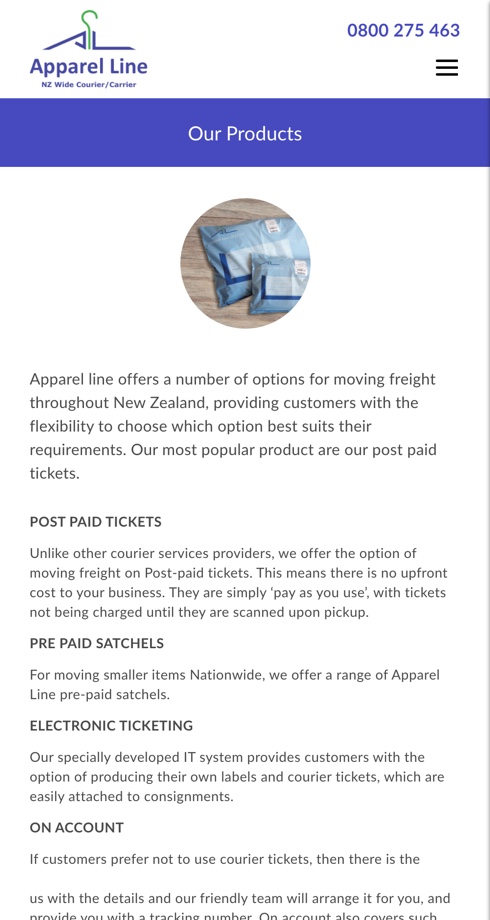 0800 275 463
Apparel Line
NZ Wide Courier/Carrier
Our Products
Apparel line offers a number of options for moving freight
throughout New Zealand, providing customers with the
flexibility to choose which option best suits their
requirements. Our most popular product are our post paid
tickets.
POST PAID TICKETS
Unlike other courier services providers, we offer the option of
moving freight on Post-paid tickets. This means there is no upfront
cost to your business. They are simply ‘pay as you use’, with tickets
not being charged until they are scanned upon pickup.
PRE PAID SATCHELS
For moving smaller items Nationwide, we offer a range of Apparel
Line pre-paid satchels.
ELECTRONIC TICKETING
Our specially developed IT system provides customers with the
option of producing their own labels and courier tickets, which are
easily attached to consignments.
ON ACCOUNT
If customers prefer not to use courier tickets, then there is the
us with the details and our friendly team will arrange it for you, and
provide you with a tracking number. On account also covers such